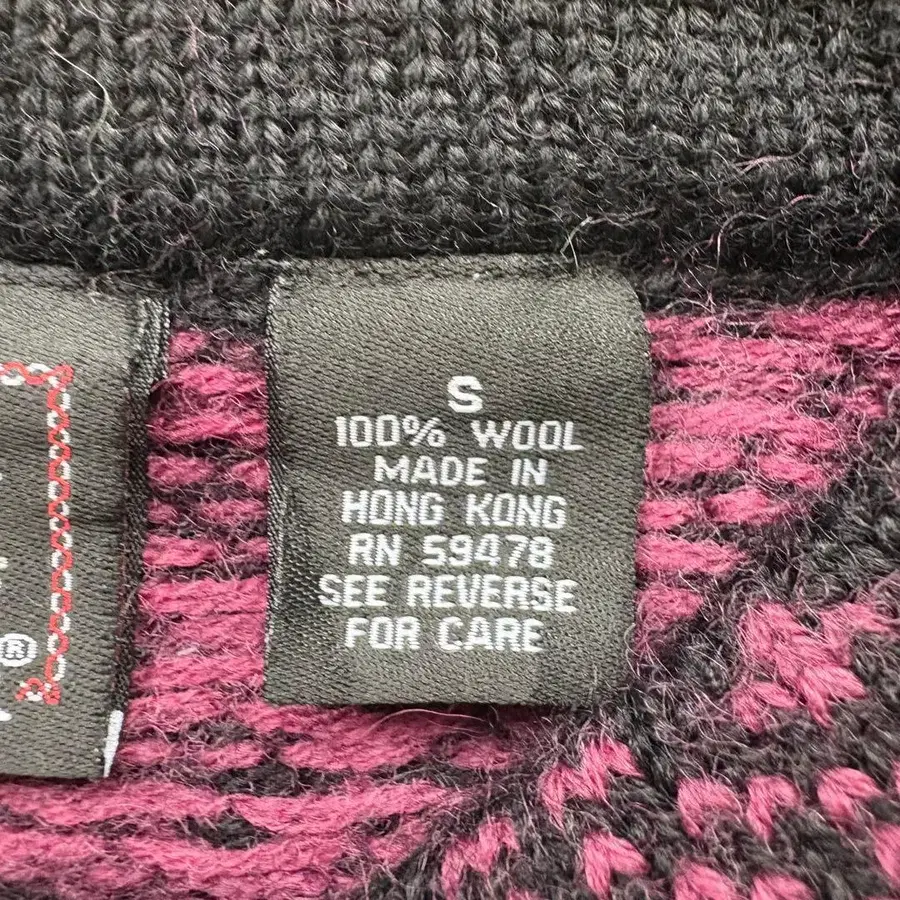 S
100% WOOL
MADE IN
HONG KONG
RN 59478
SEE REVERSE
FOR CARE
®